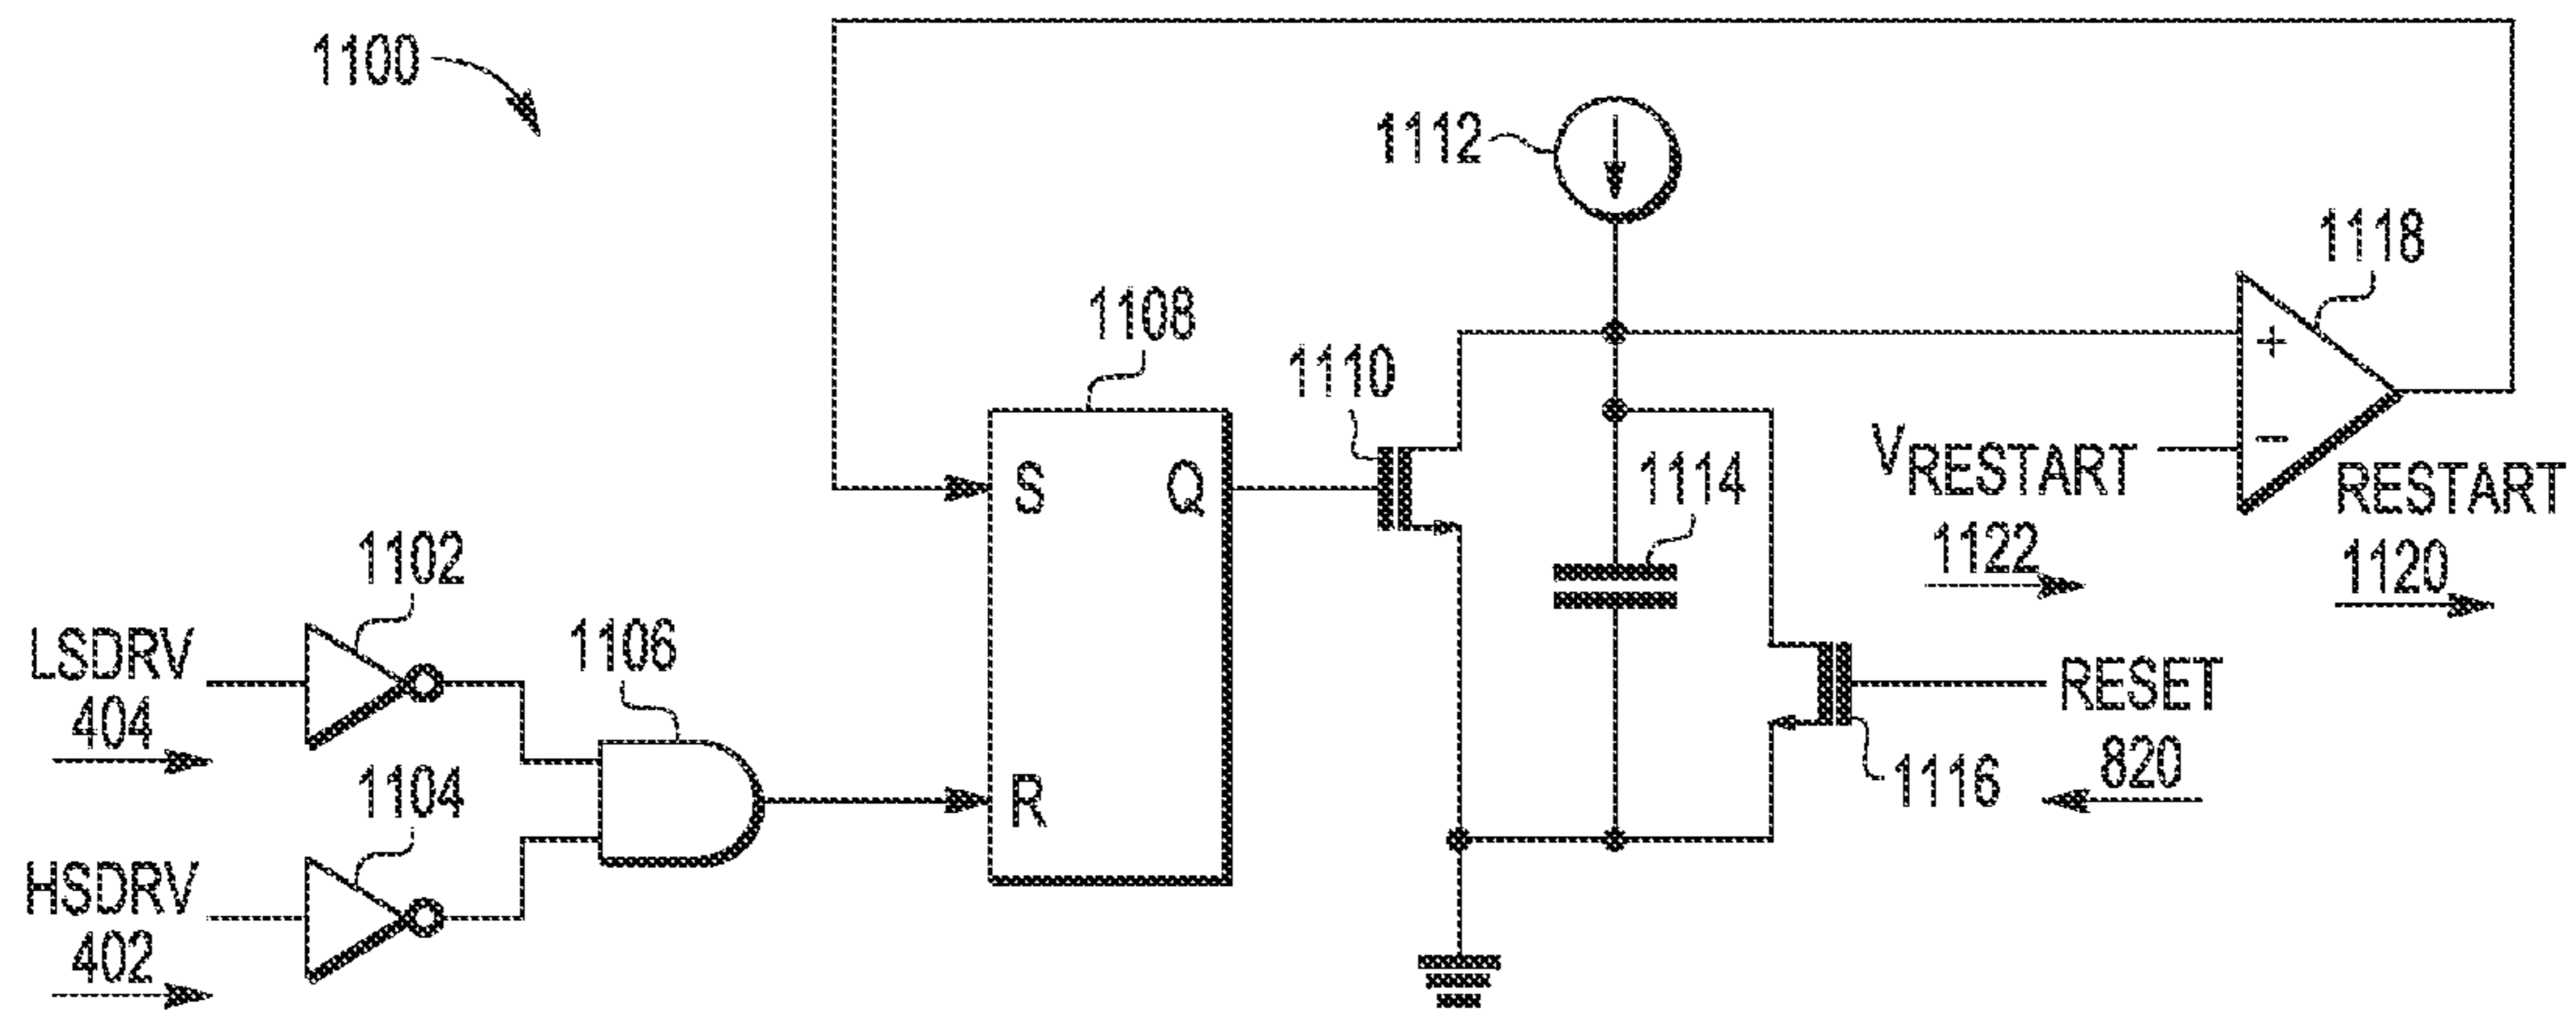 1100
1112
1118
1108
1110
+
S
Q
1114
VRESTART
−
1122
RESTART
1120
1102
LSDRV
404
1106
RESET
820
1116
1104
R
HSDRV
402